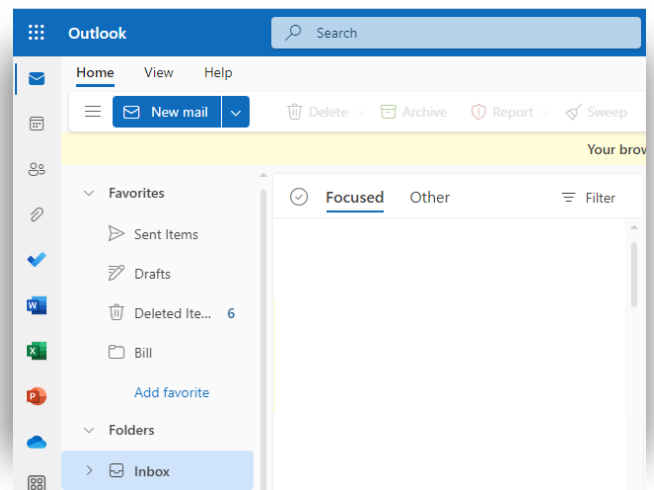 Outlook
Search
Home View Help
New mail Delete Archive Report Sweep
Your brow
Favorites
Focused Other Filter
Sent Items
Drafts
Deleted Ite... 6
Bill
Add favorite
Folders
Inbox